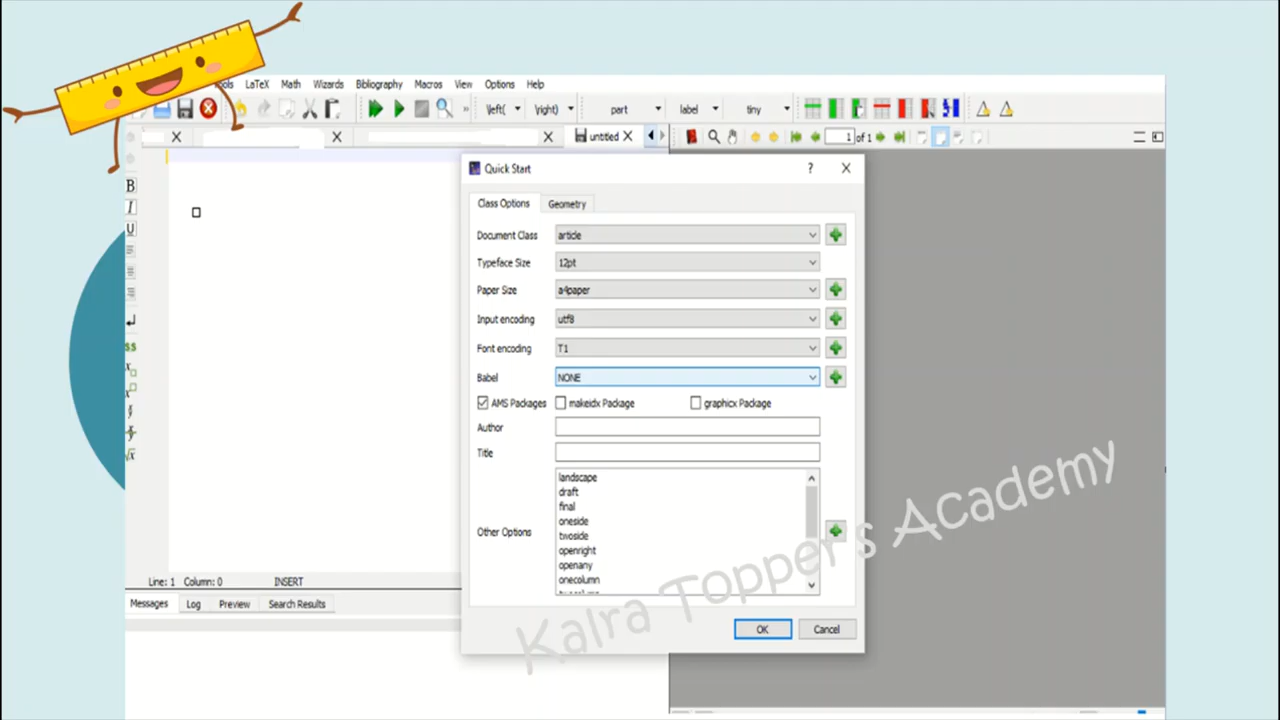 LaTeX Math Wizards Bibliography Macros View Options Help
\left( \right) part label tiny
untitled 1 of 1
Quick Start ?
Class Options Geometry
Document Class article
Typeface Size 12pt
Paper Size a4paper
Input encoding utf8
Font encoding T1
Babel NONE
AMS Packages makeidx Package graphicx Package
Author
Title
landscape
draft
final
oneside
Other Options twoside
openright
openany
onecolumn
OK Cancel
Line: 1 Column: 0 INSERT
Messages Log Preview Search Results
Kalra Topper's Academy